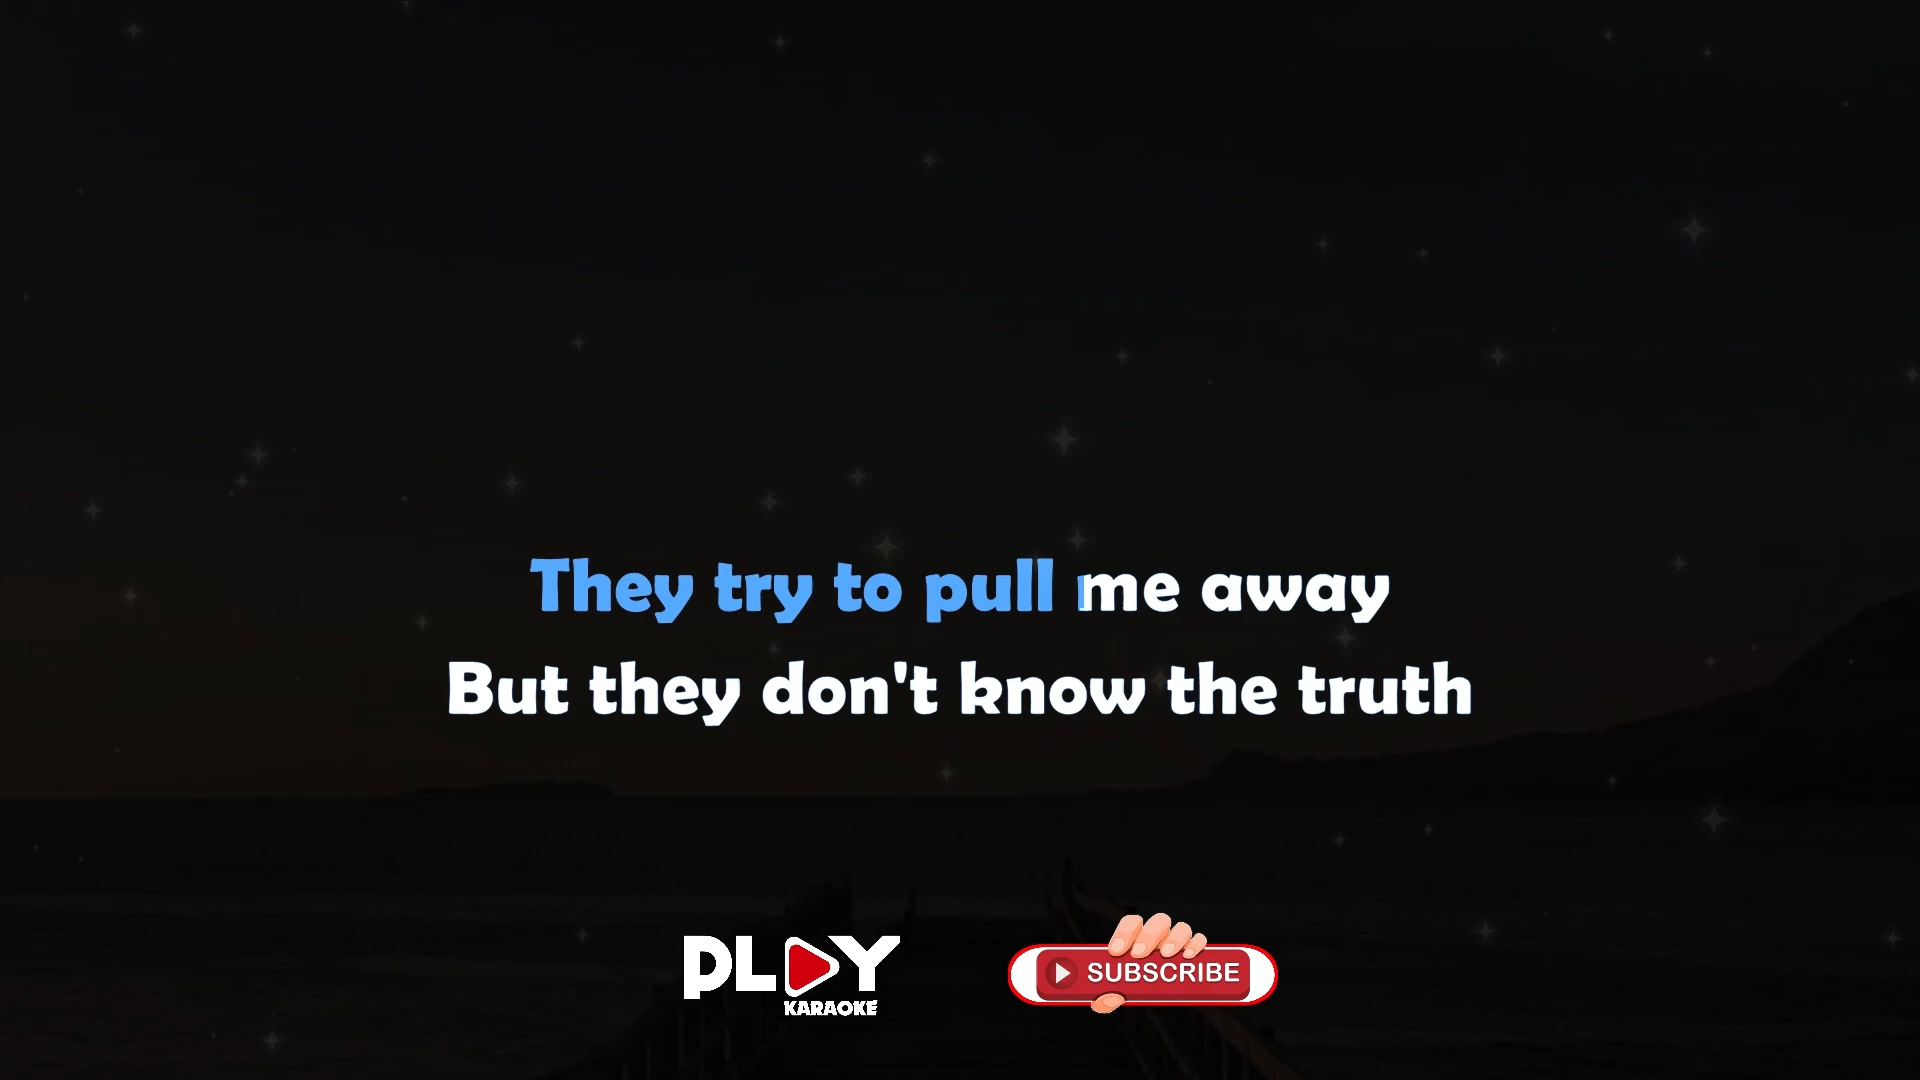 They try to pull me away
But they don't know the truth
PLAY
KARAOKE
SUBSCRIBE